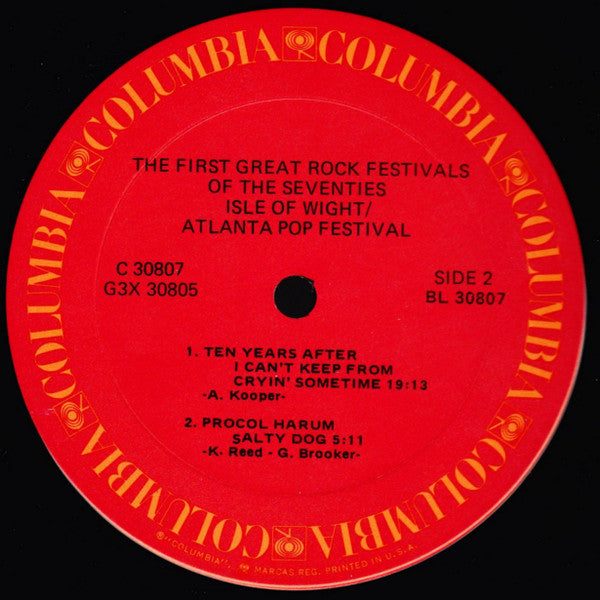 COLUMBIA COLUMBIA COLUMBIA COLUMBIA COLUMBIA COLUMBIA
THE FIRST GREAT ROCK FESTIVALS
OF THE SEVENTIES
ISLE OF WIGHT/
ATLANTA POP FESTIVAL
C 30807
G3X 30805
SIDE 2
BL 30807
1. TEN YEARS AFTER
I CAN'T KEEP FROM
CRYIN' SOMETIME 19:13
-A. Kooper-
2. PROCOL HARUM
SALTY DOG 5:11
-K. Reed - G. Brooker-
℗ "COLUMBIA", MARCAS REG. PRINTED IN U.S.A.